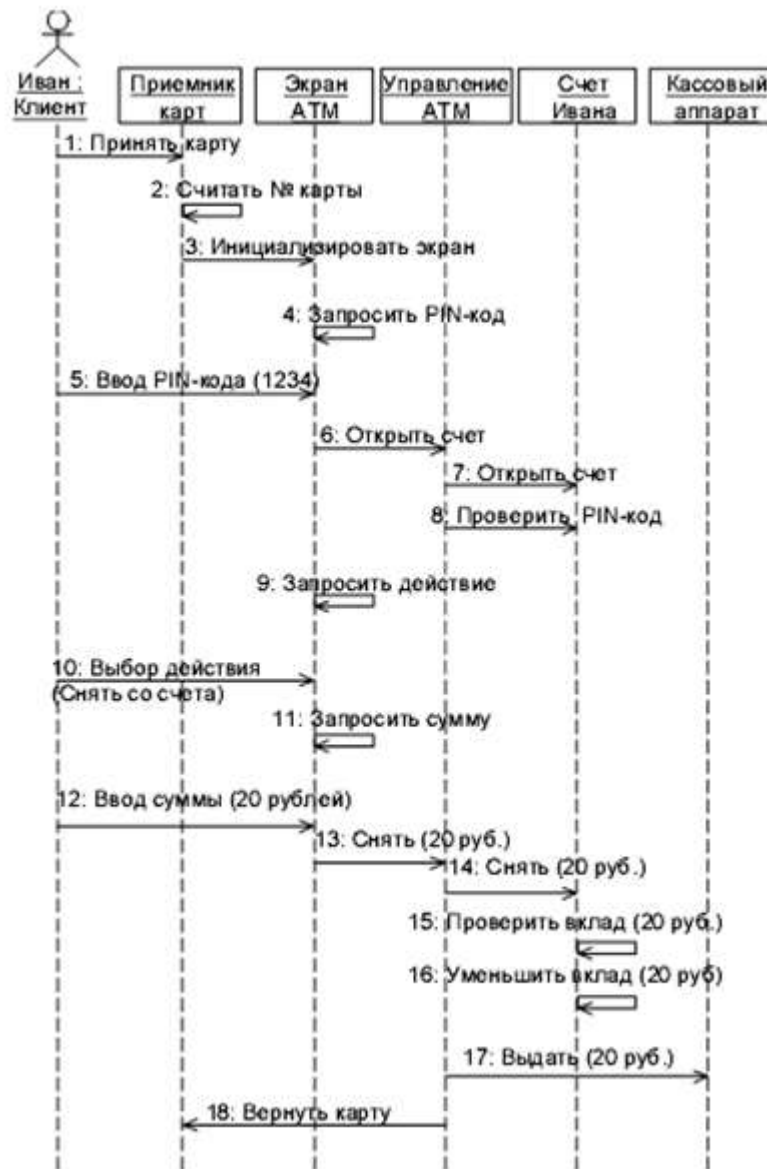 Иван :
Клиент
Приемник
карт
Экран
АТМ
Управление
АТМ
Счет
Ивана
Кассовый
аппарат
1: Принять карту
2: Считать № карты
3: Инициализировать экран
4: Запросить PIN-код
5: Ввод PIN-кода (1234)
6: Открыть счет
7: Открыть счет
8: Проверить PIN-код
9: Запросить действие
10: Выбор действия
(Снять со счета)
11: Запросить сумму
12: Ввод суммы (20 рублей)
13: Снять (20 руб.)
14: Снять (20 руб.)
15: Проверить вклад (20 руб.)
16: Уменьшить вклад (20 руб)
17: Выдать (20 руб.)
18: Вернуть карту